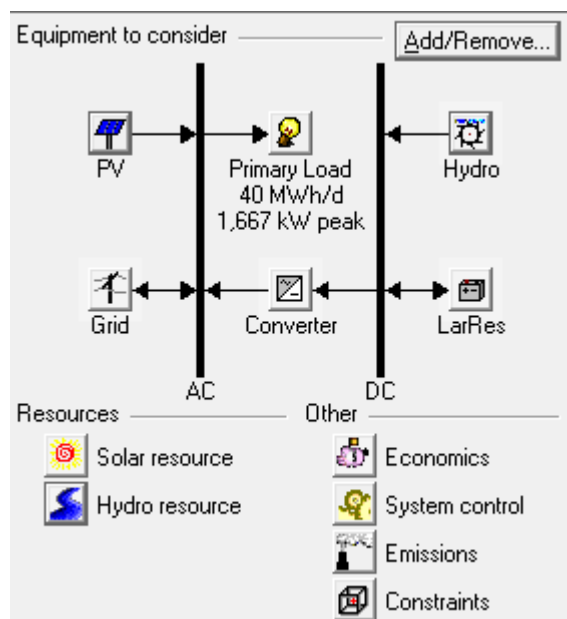 Equipment to consider
Add/Remove...
PV
Primary Load
40 MWh/d
1,667 kW peak
Hydro
Grid
Converter
LarRes
AC
DC
Resources
Other
Solar resource
Economics
Hydro resource
System control
Emissions
Constraints